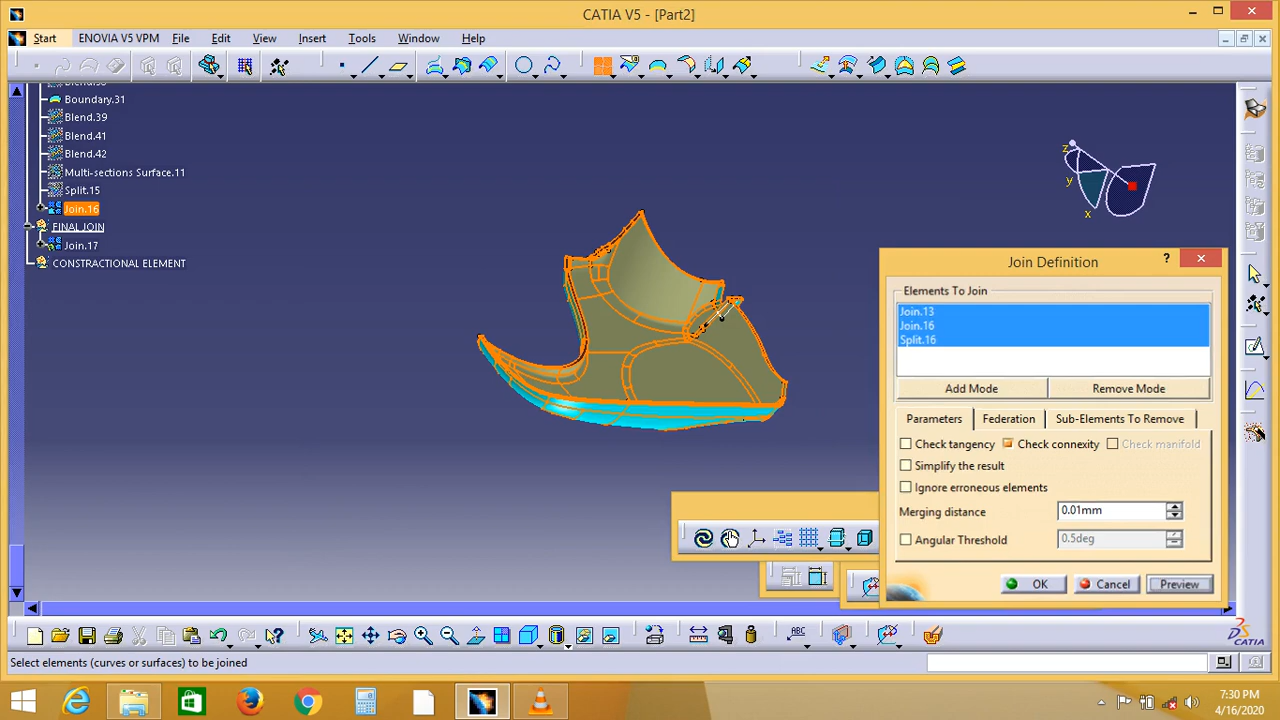 CATIA V5 - [Part2]
Start ENOVIA V5 VPM File Edit View Insert Tools Window Help
Boundary.31
Blend.39
Blend.41
Blend.42
Multi-sections Surface.11
Split.15
Join.16
FINAL JOIN
Join.17
CONSTRACTIONAL ELEMENT
z
y
x
Join Definition ?
Elements To Join
Join.13
Join.16
Split.16
Add Mode Remove Mode
Parameters Federation Sub-Elements To Remove
Check tangency Check connexity Check manifold
Simplify the result
Ignore erroneous elements
Merging distance 0.01mm
Angular Threshold 0.5deg
OK Cancel Preview
ABC
CATIA
Select elements (curves or surfaces) to be joined
7:30 PM
4/16/2020